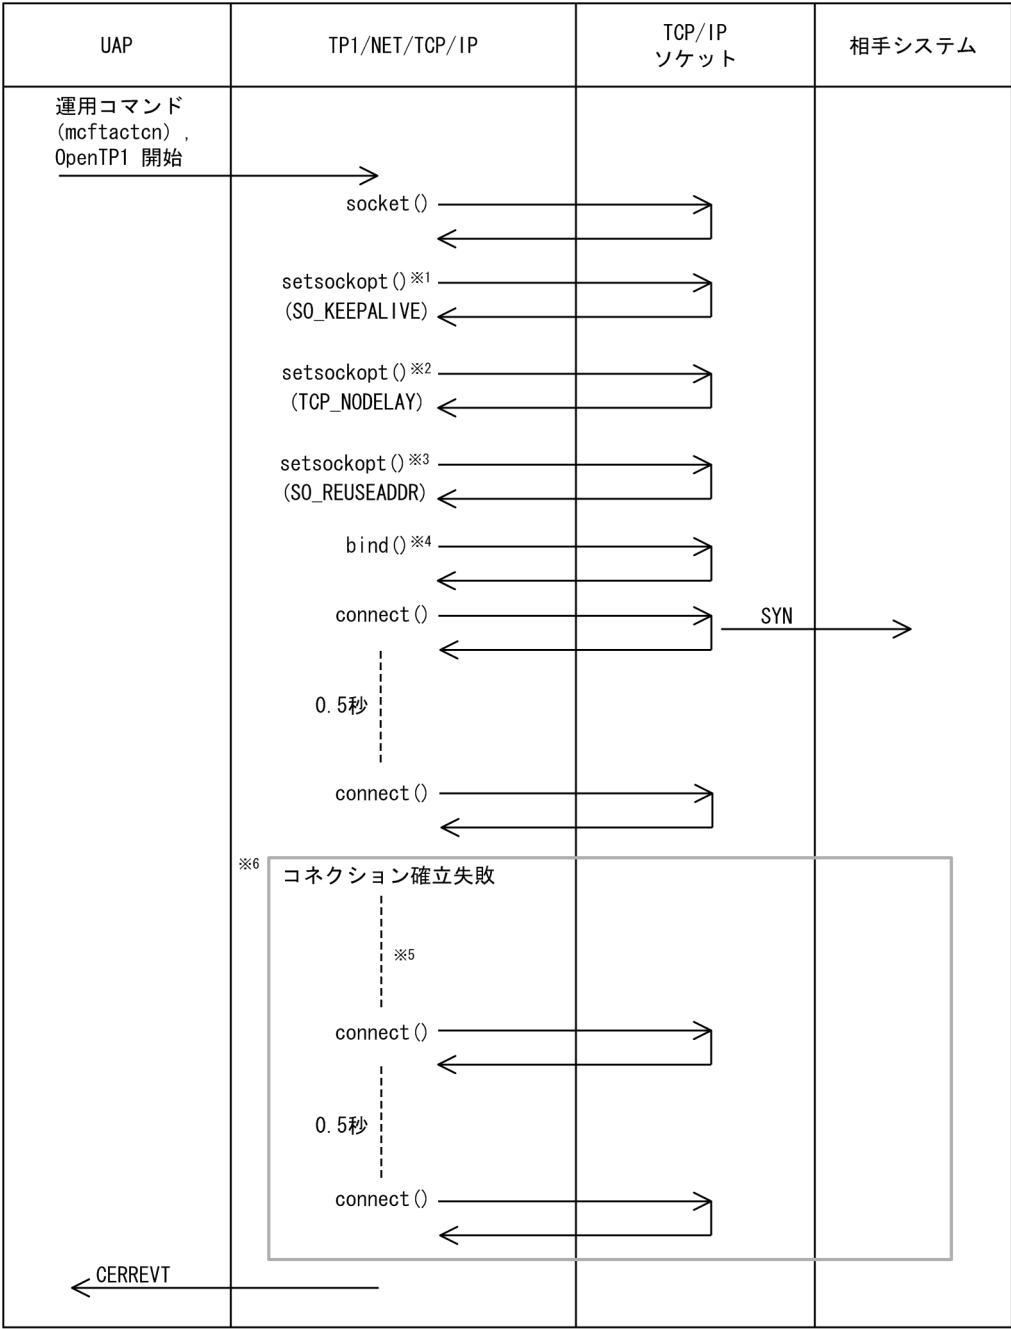 UAP
TP1/NET/TCP/IP
TCP/IP
ソケット
相手システム
運用コマンド
(mcftactcn) ,
OpenTP1 開始
socket()
setsockopt()※1
(SO_KEEPALIVE)
setsockopt()※2
(TCP_NODELAY)
setsockopt()※3
(SO_REUSEADDR)
bind()※4
connect()
SYN
0.5秒
connect()
※6
コネクション確立失敗
※5
connect()
0.5秒
connect()
CERREVT